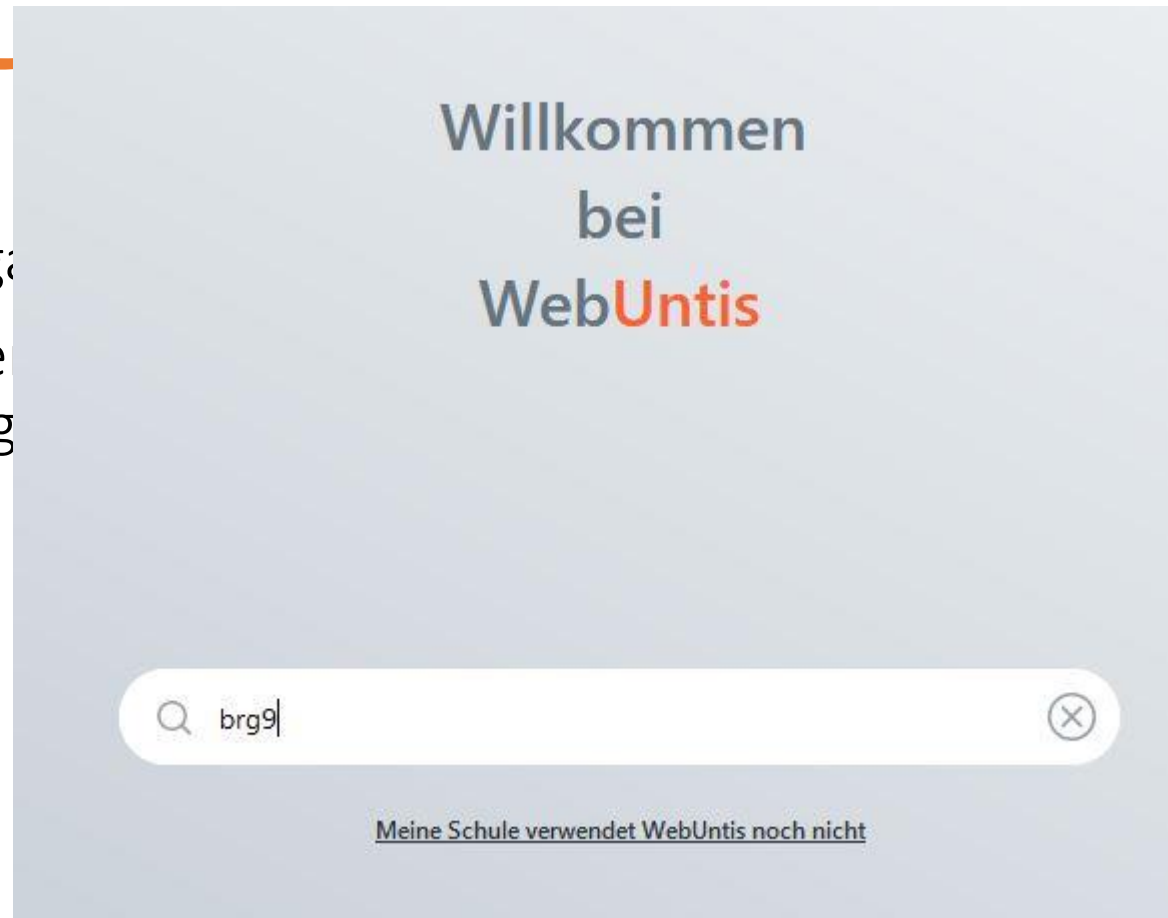 Willkommen
bei
WebUntis
brg9
Meine Schule verwendet WebUntis noch nicht